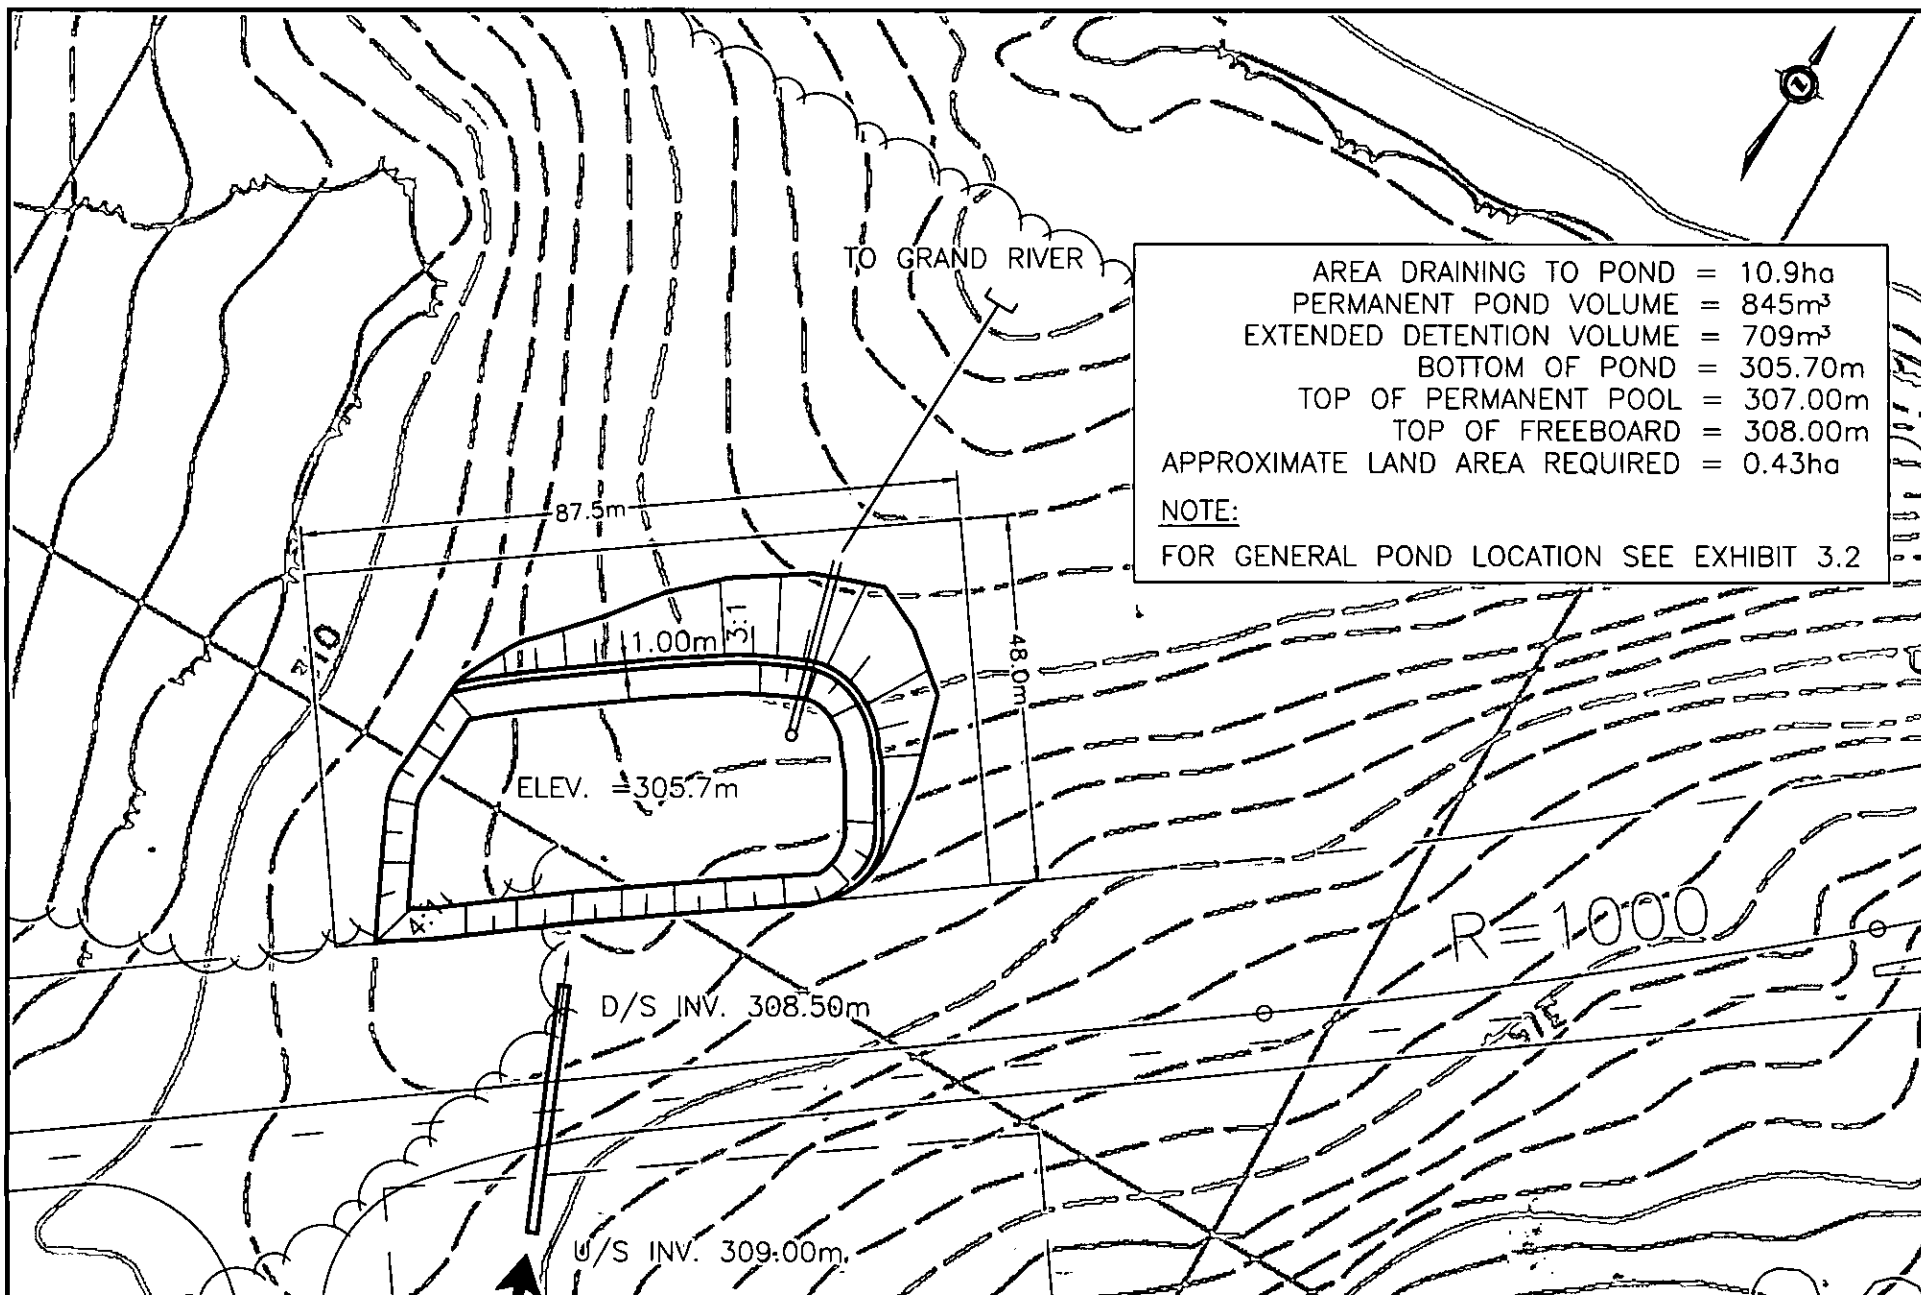 TO GRAND RIVER
AREA DRAINING TO POND = 10.9ha
PERMANENT POND VOLUME = 845m³
EXTENDED DETENTION VOLUME = 709m³
BOTTOM OF POND = 305.70m
TOP OF PERMANENT POOL = 307.00m
TOP OF FREEBOARD = 308.00m
APPROXIMATE LAND AREA REQUIRED = 0.43ha
NOTE:
FOR GENERAL POND LOCATION SEE EXHIBIT 3.2
87.5m
310
1.00m
3:1
48.0m
ELEV. =305.7m
4:1
R=1000
D/S INV. 308.50m
U/S INV. 309.00m